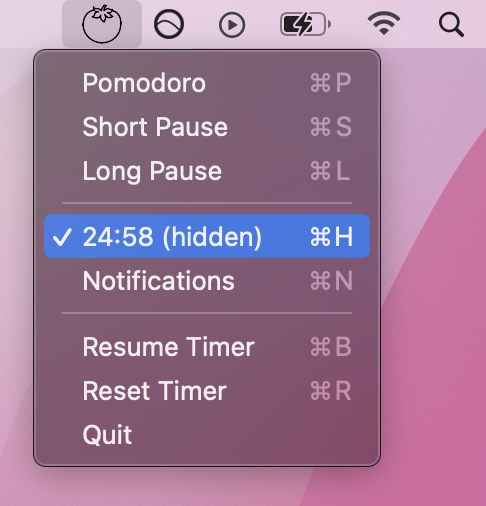 Pomodoro ⌘P
Short Pause ⌘S
Long Pause ⌘L
✓ 24:58 (hidden) ⌘H
Notifications ⌘N
Resume Timer ⌘B
Reset Timer ⌘R
Quit